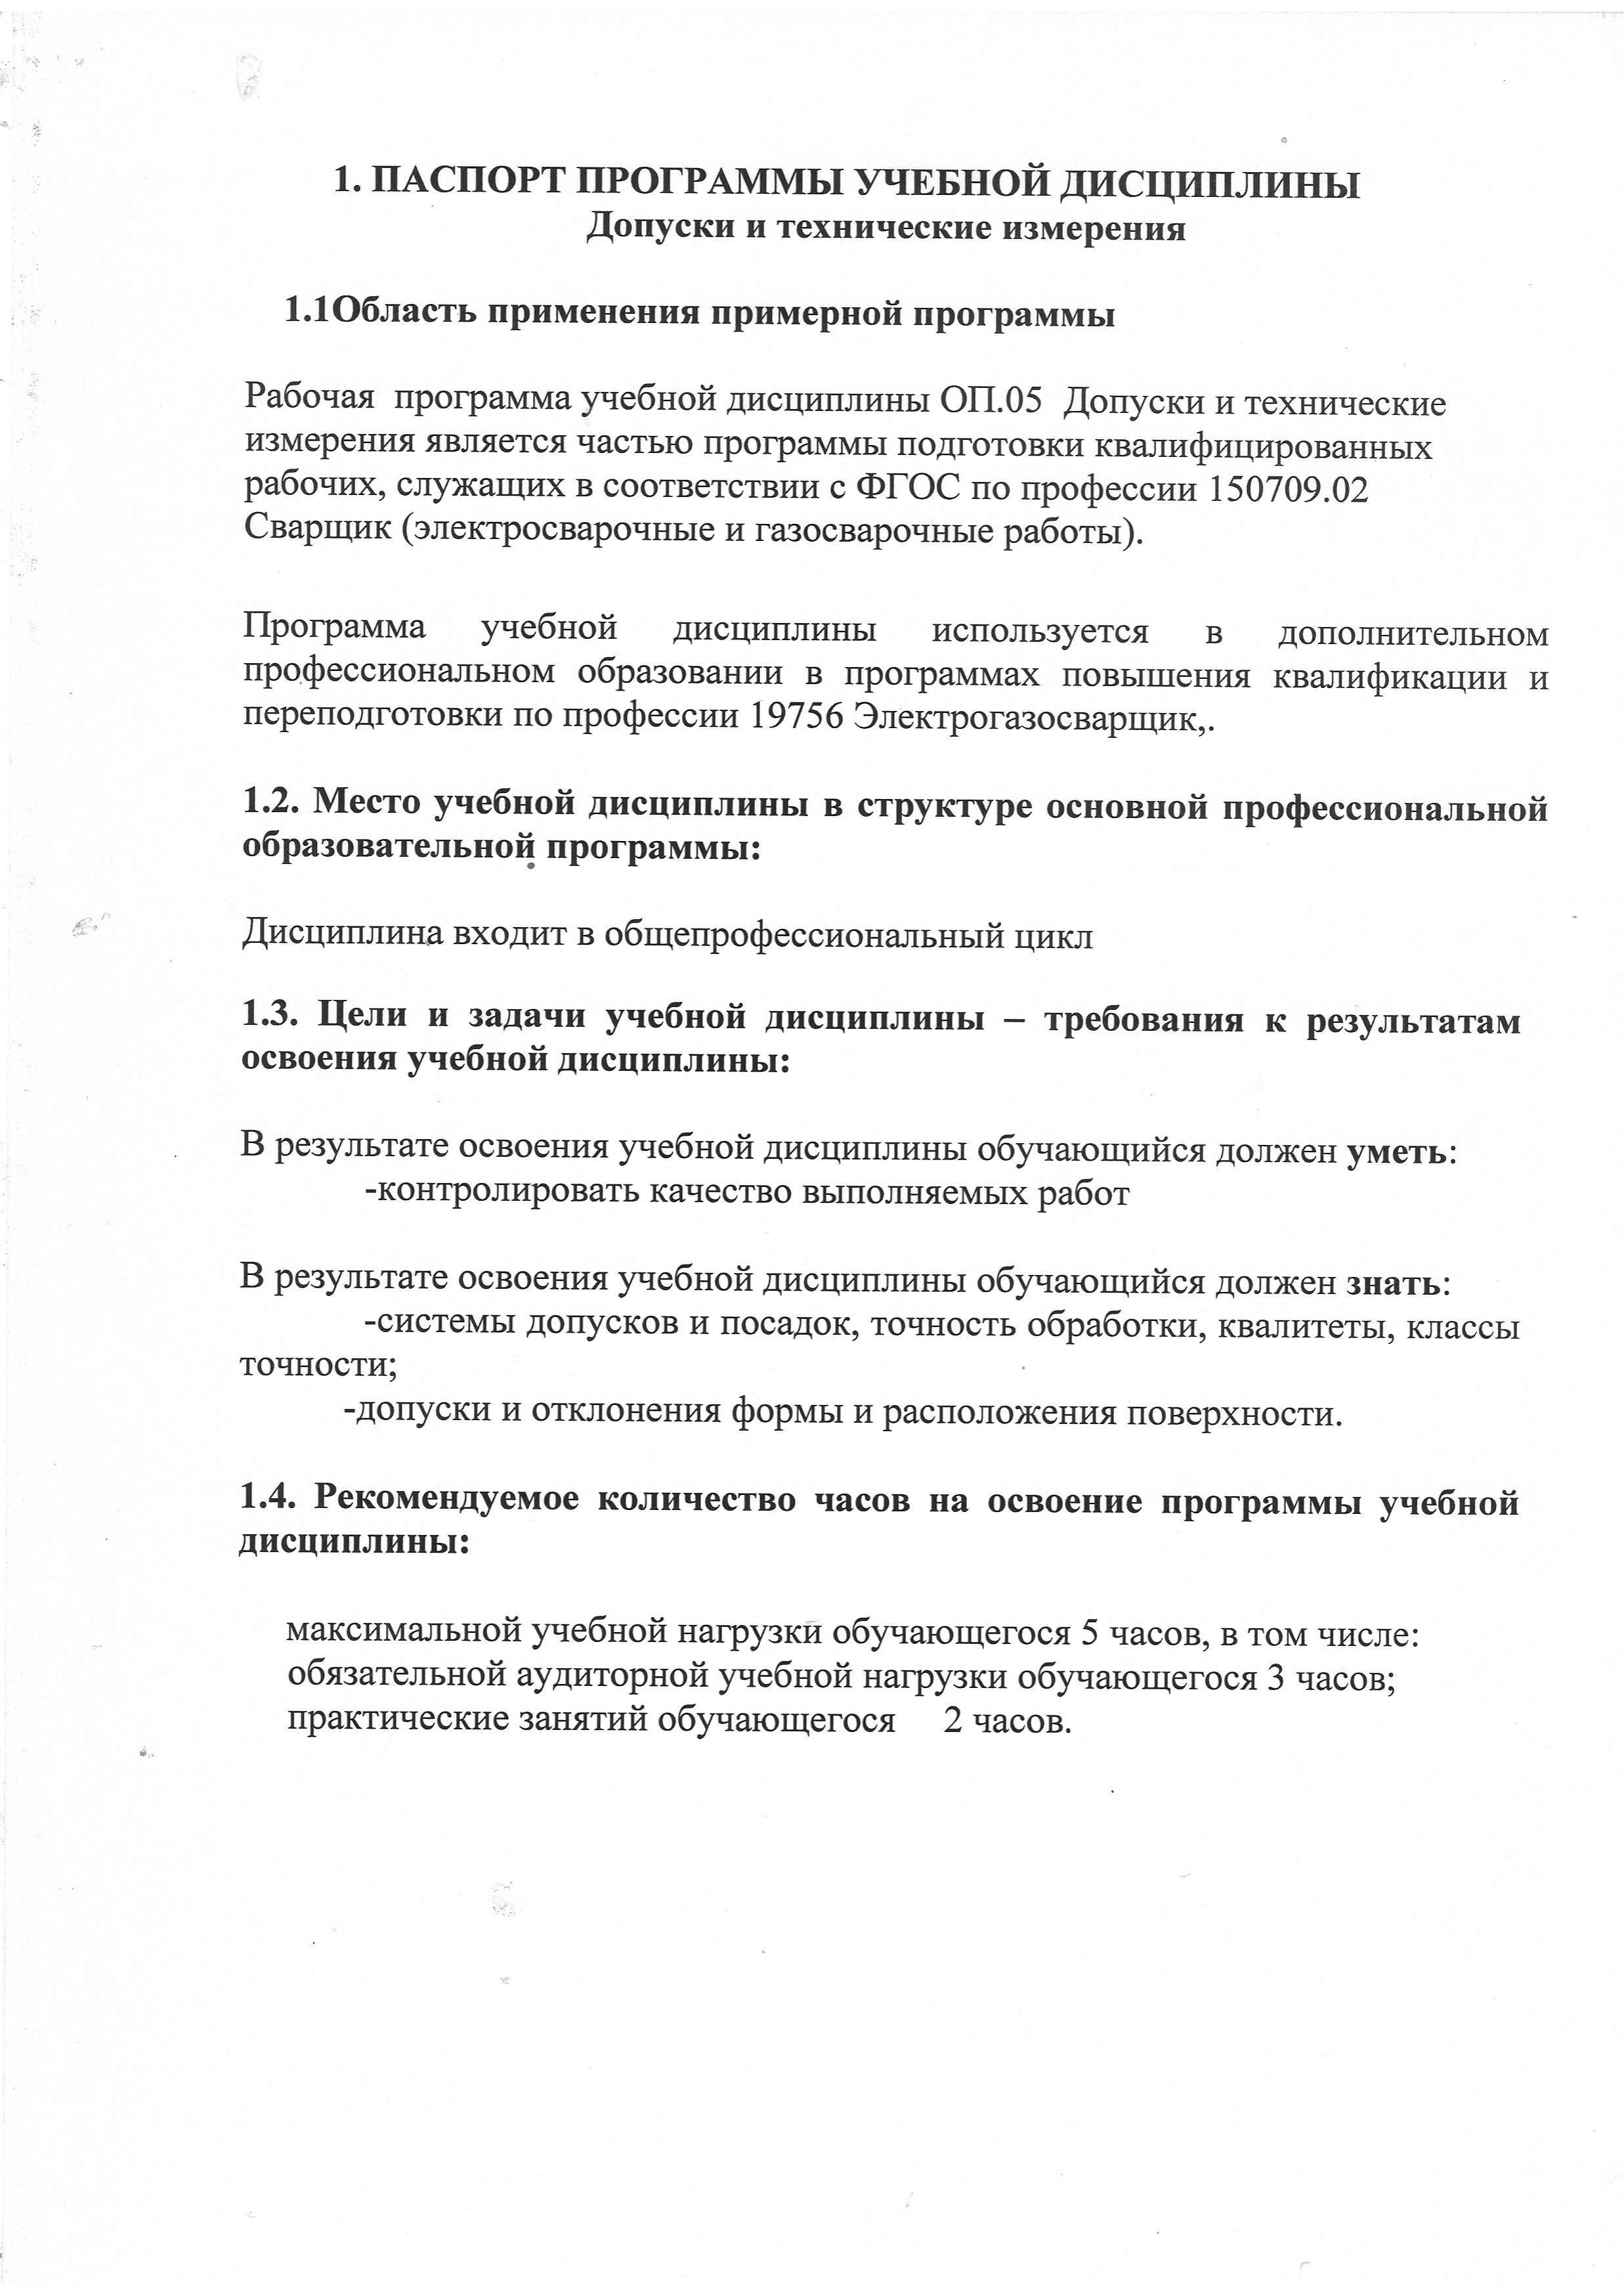 1. ПАСПОРТ ПРОГРАММЫ УЧЕБНОЙ ДИСЦИПЛИНЫ
Допуски и технические измерения
1.1Область применения примерной программы
Рабочая  программа учебной дисциплины ОП.05  Допуски и технические
измерения является частью программы подготовки квалифицированных
рабочих, служащих в соответствии с ФГОС по профессии 150709.02
Сварщик (электросварочные и газосварочные работы).
Программа учебной дисциплины используется в дополнительном
профессиональном образовании в программах повышения квалификации и
переподготовки по профессии 19756 Электрогазосварщик,.
1.2. Место учебной дисциплины в структуре основной профессиональной
образовательной программы:
Дисциплина входит в общепрофессиональный цикл
1.3. Цели и задачи учебной дисциплины – требования к результатам
освоения учебной дисциплины:
В результате освоения учебной дисциплины обучающийся должен уметь:
-контролировать качество выполняемых работ
В результате освоения учебной дисциплины обучающийся должен знать:
-системы допусков и посадок, точность обработки, квалитеты, классы
точности;
-допуски и отклонения формы и расположения поверхности.
1.4. Рекомендуемое количество часов на освоение программы учебной
дисциплины:
максимальной учебной нагрузки обучающегося 5 часов, в том числе:
обязательной аудиторной учебной нагрузки обучающегося 3 часов;
практические занятий обучающегося     2 часов.